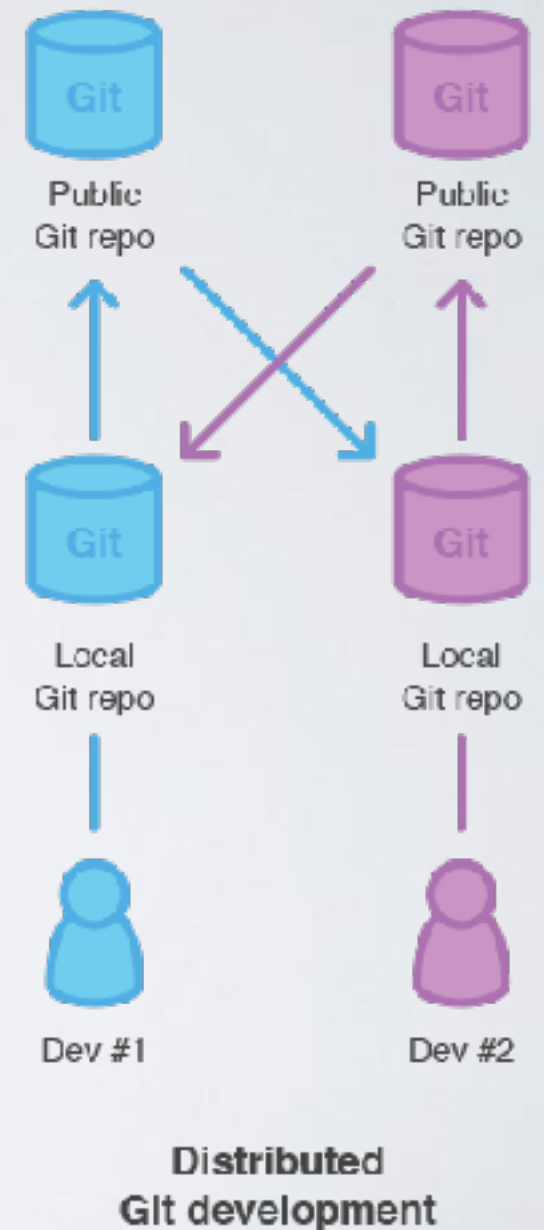 Git
Git
Public
Git repo
Public
Git repo
Git
Git
Local
Git repo
Local
Git repo
Dev #1
Dev #2
Distributed
Git development